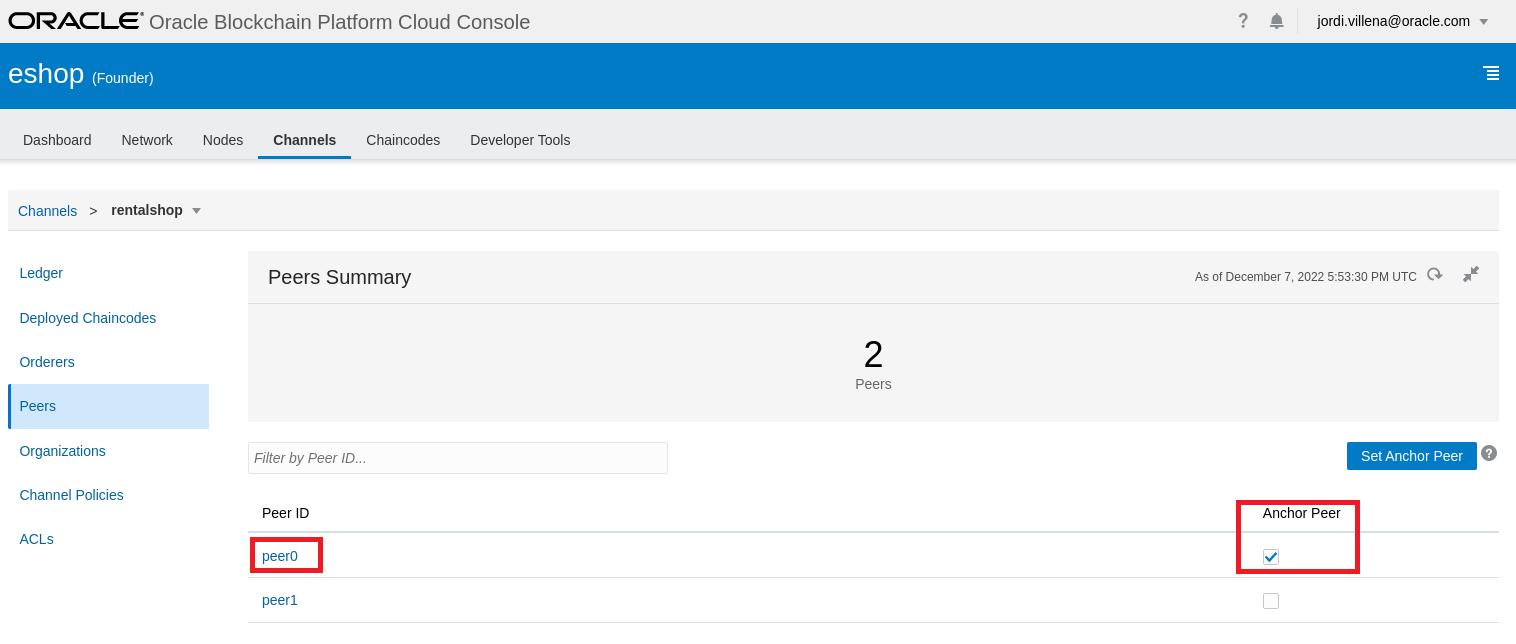 ORACLE® Oracle Blockchain Platform Cloud Console ? jordi.villena@oracle.com
eshop (Founder)
Dashboard Network Nodes Channels Chaincodes Developer Tools
Channels > rentalshop
Ledger
Deployed Chaincodes
Orderers
Peers
Organizations
Channel Policies
ACLs
Peers Summary As of December 7, 2022 5:53:30 PM UTC
2
Peers
Filter by Peer ID... Set Anchor Peer ?
Peer ID Anchor Peer
peer0
peer1